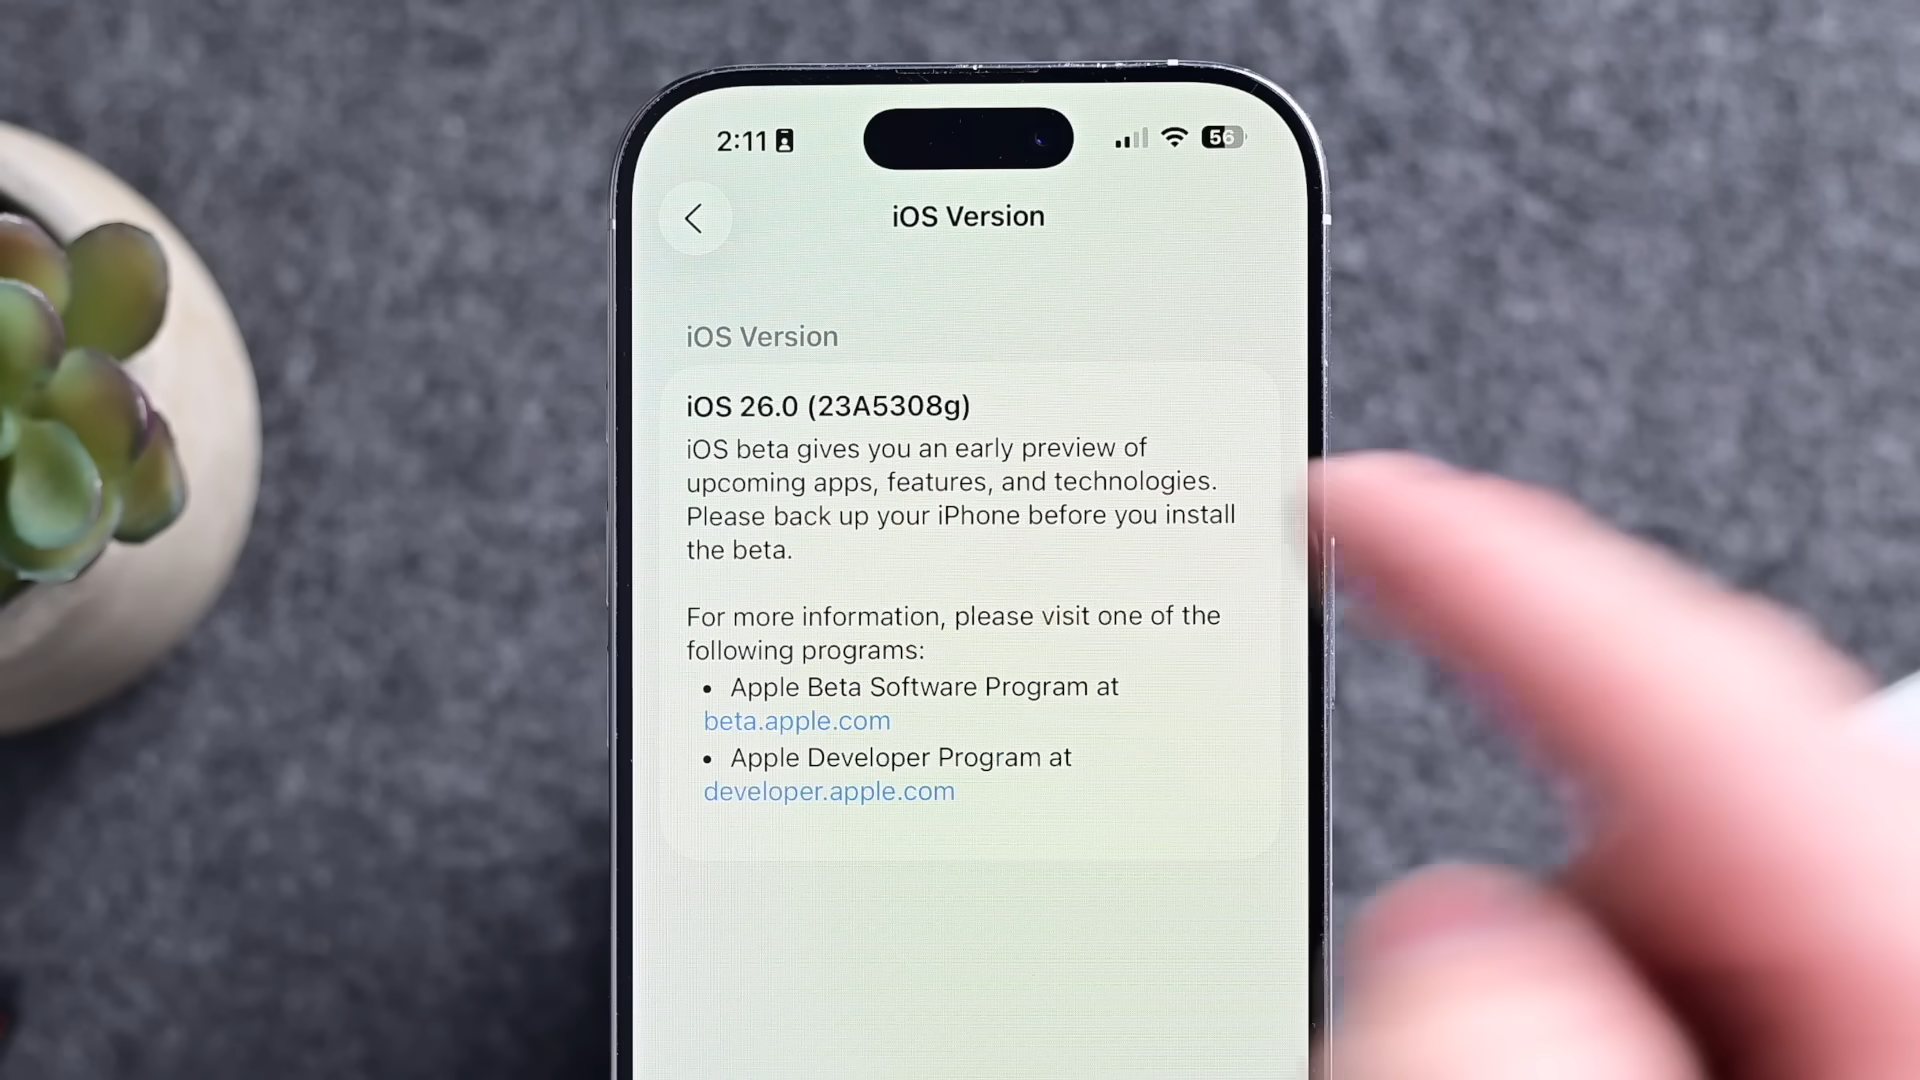 2:11
56
iOS Version
iOS Version
iOS 26.0 (23A5308g)
iOS beta gives you an early preview of
upcoming apps, features, and technologies.
Please back up your iPhone before you install
the beta.
For more information, please visit one of the
following programs:
• Apple Beta Software Program at
beta.apple.com
• Apple Developer Program at
developer.apple.com